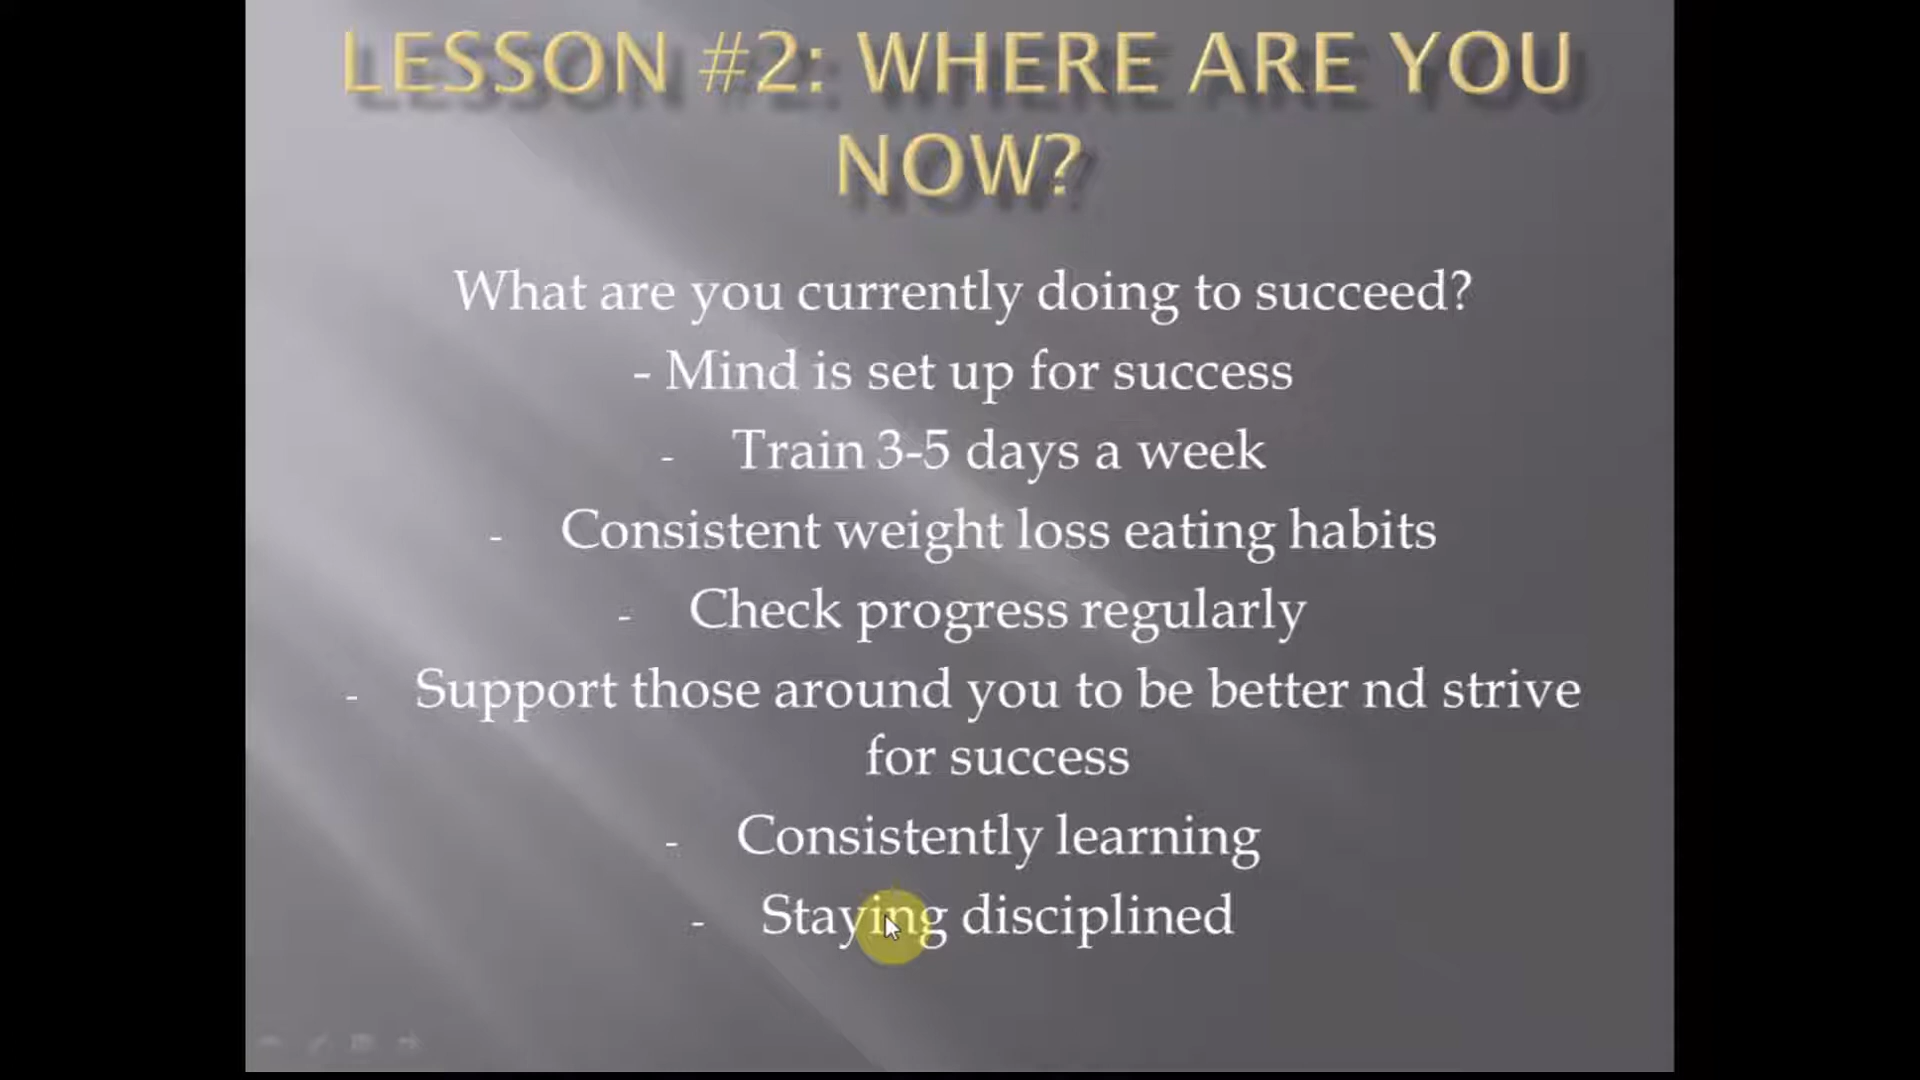 LESSON #2: WHERE ARE YOU
NOW?
What are you currently doing to succeed?
- Mind is set up for success
- Train 3-5 days a week
- Consistent weight loss eating habits
- Check progress regularly
- Support those around you to be better nd strive
for success
- Consistently learning
- Staying disciplined